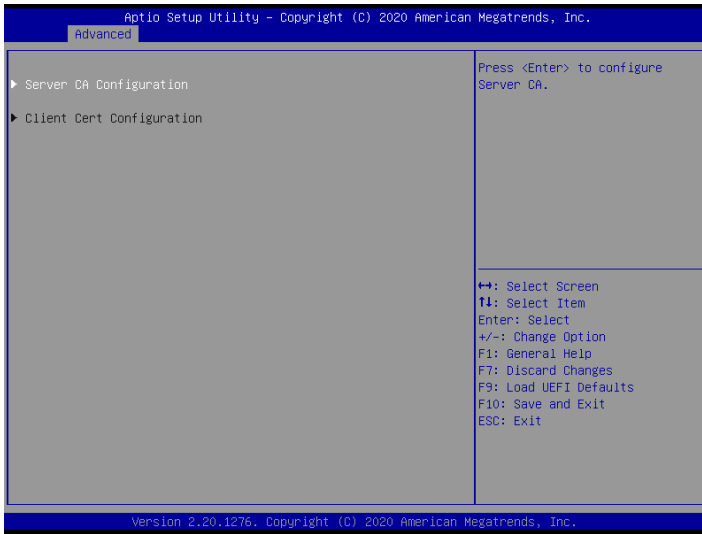 Aptio Setup Utility – Copyright (C) 2020 American Megatrends, Inc.
Advanced
▶ Server CA Configuration
▶ Client Cert Configuration
Press <Enter> to configure
Server CA.
↔: Select Screen
↑↓: Select Item
Enter: Select
+/-: Change Option
F1: General Help
F7: Discard Changes
F9: Load UEFI Defaults
F10: Save and Exit
ESC: Exit
Version 2.20.1276. Copyright (C) 2020 American Megatrends, Inc.